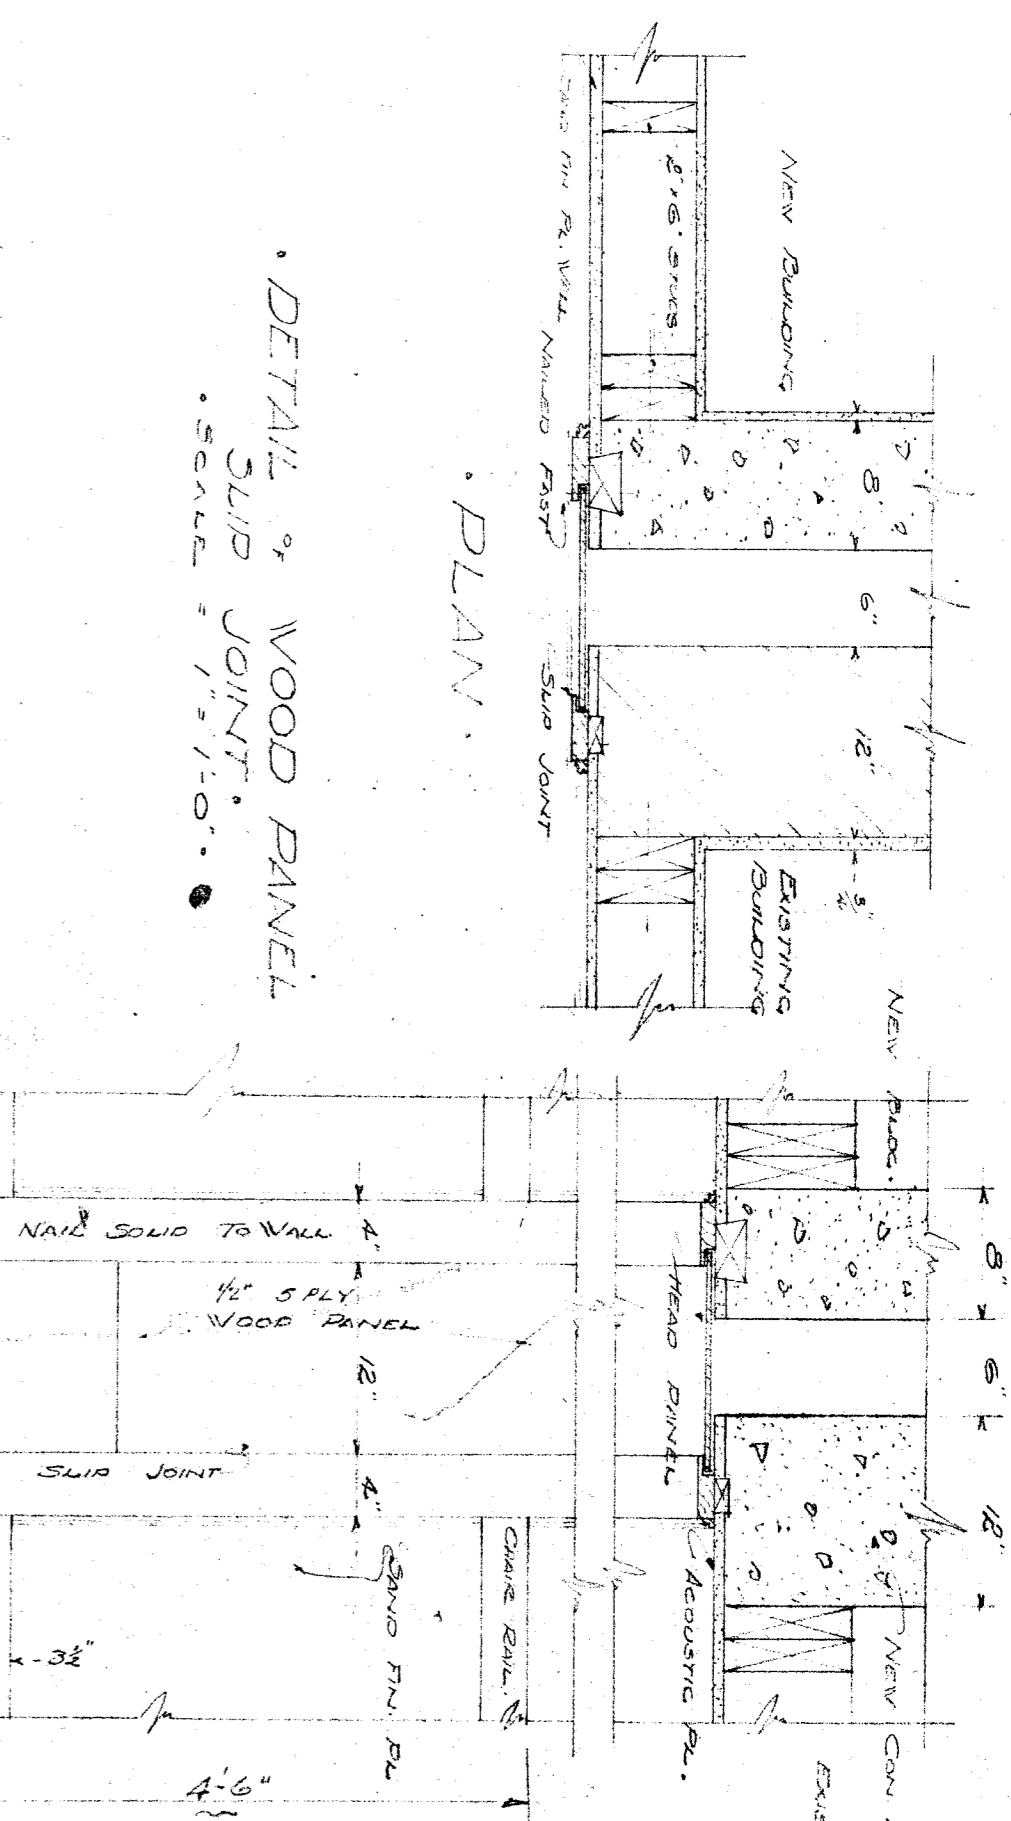 NEW BUILDING
2"x6" STUDS.
SAND FIN PL. WALL
NAILED FAST
SLIP JOINT
8"
6"
12"
3/4"
EXISTING
BUILDING
• PLAN •
• DETAIL OF WOOD PANEL
SLIP JOINT •
• SCALE = 1" = 1'-0" •
NEW BLDG.
8"
6"
12"
NEW CON
HEAD PANEL
ACOUSTIC PL.
NAIL SOLID TO WALL
4"
1/2" 5 PLY
WOOD PANEL
12"
SLIP JOINT
4"
CHAIR RAIL.
SAND FIN. PL
3½"
4'-6"